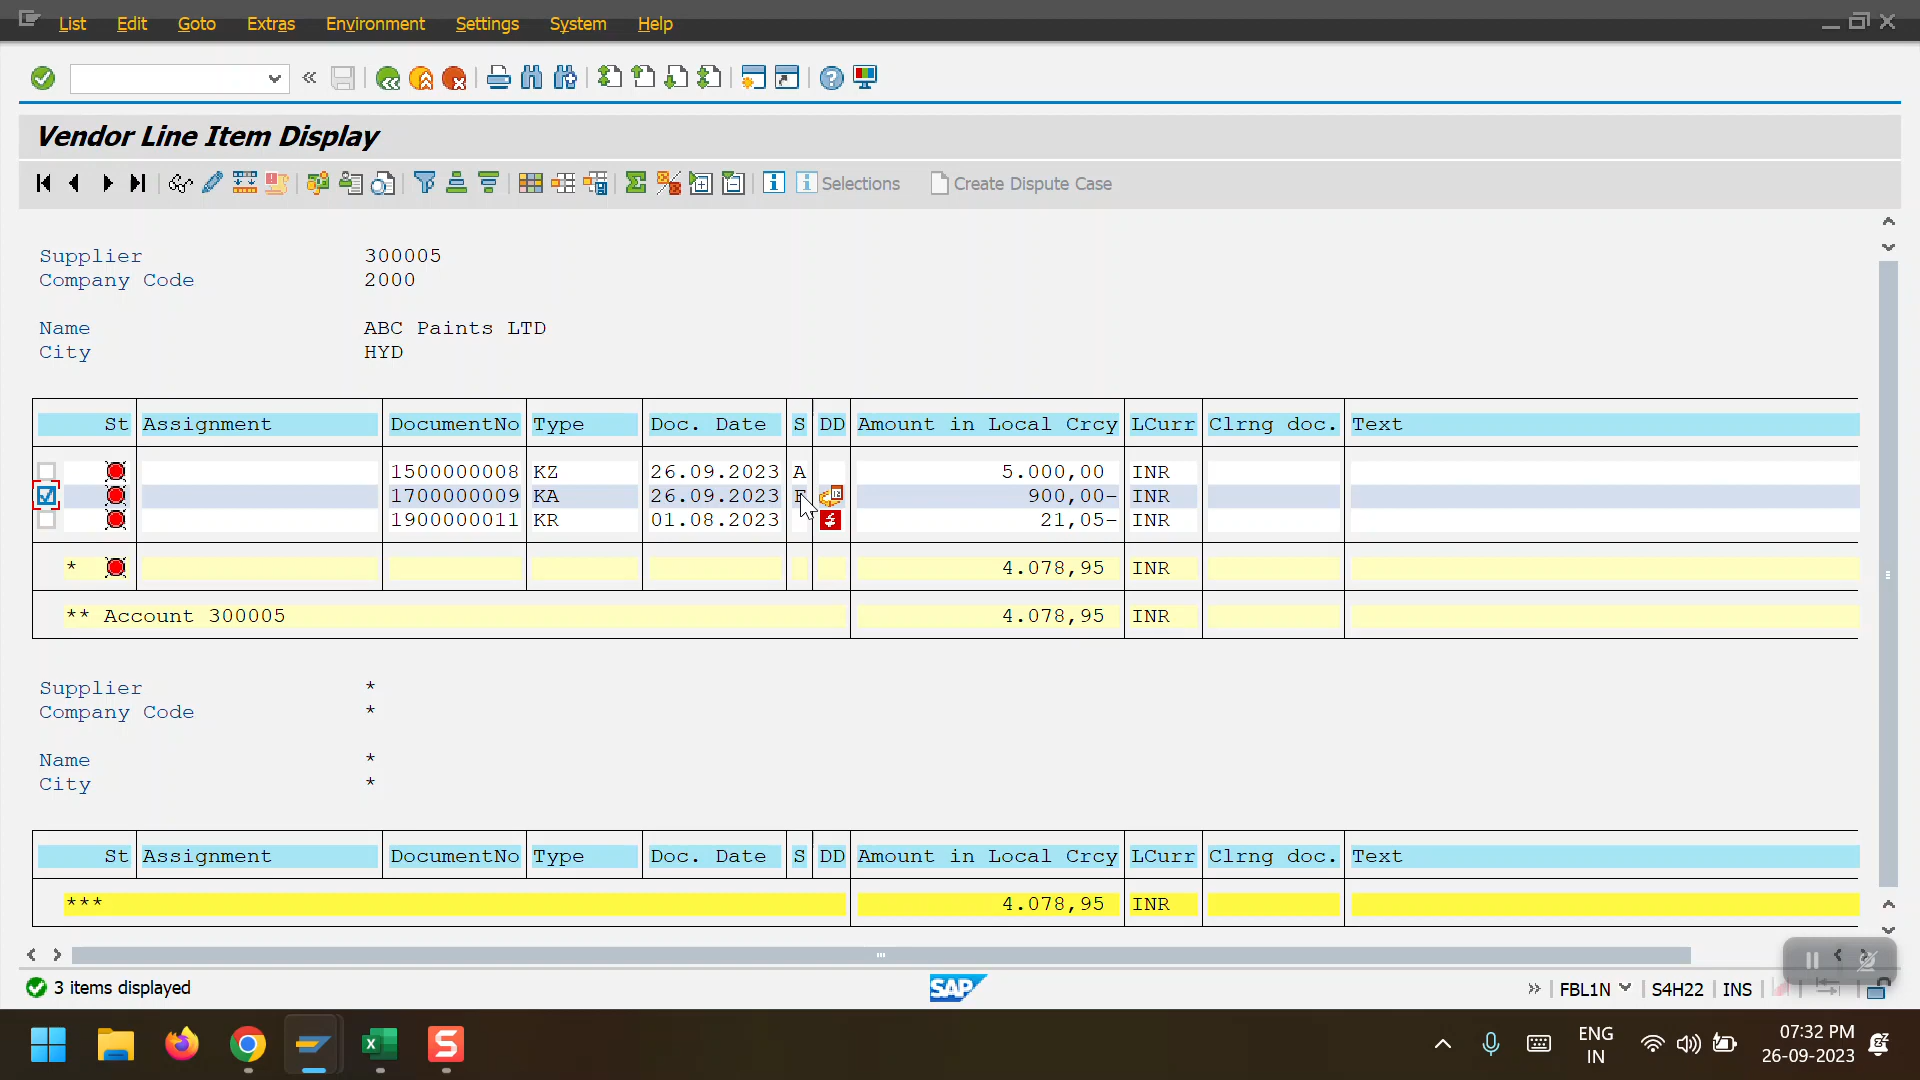 List Edit Goto Extras Environment Settings System Help
Vendor Line Item Display
Selections Create Dispute Case
Supplier 300005
Company Code 2000
Name ABC Paints LTD
City HYD
St Assignment DocumentNo Type Doc. Date S DD Amount in Local Crcy LCurr Clrng doc. Text
1500000008 KZ 26.09.2023 A 5.000,00 INR
1700000009 KA 26.09.2023 900,00- INR
1900000011 KR 01.08.2023 21,05- INR
* 4.078,95 INR
** Account 300005 4.078,95 INR
Supplier *
Company Code *
Name *
City *
St Assignment DocumentNo Type Doc. Date S DD Amount in Local Crcy LCurr Clrng doc. Text
*** 4.078,95 INR
3 items displayed SAP FBL1N S4H22 INS
ENG 07:32 PM
IN 26-09-2023